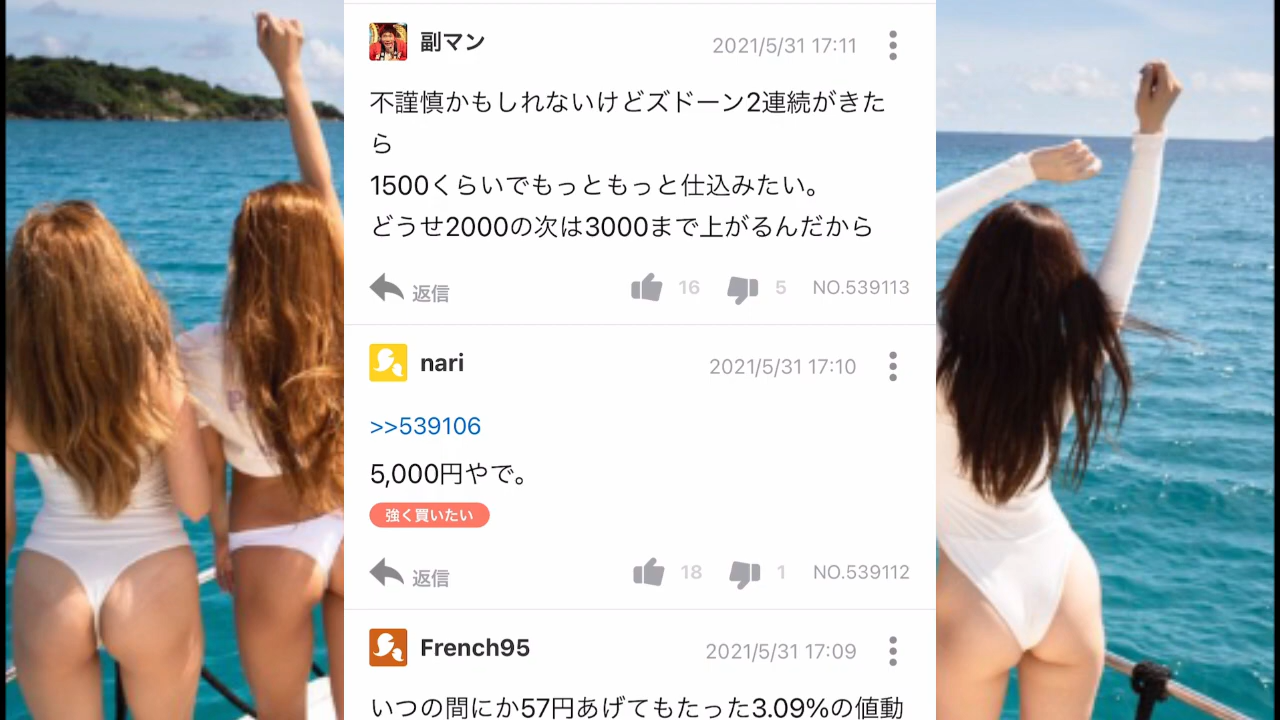 副マン
2021/5/31 17:11
不謹慎かもしれないけどズドーン2連続がきた
ら
1500くらいでもっともっと仕込みたい。
どうせ2000の次は3000まで上がるんだから
返信 16 5 NO.539113
nari
2021/5/31 17:10
>>539106
5,000円やで。
強く買いたい
返信 18 1 NO.539112
French95
2021/5/31 17:09
いつの間にか57円あげてもたった3.09%の値動